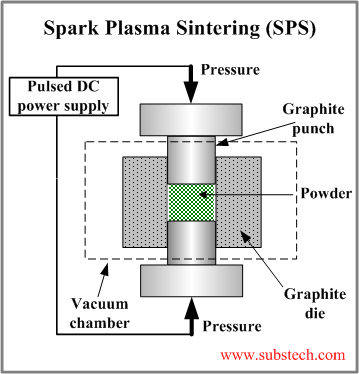 Spark Plasma Sintering (SPS)
Pressure
Pulsed DC
power supply
Graphite
punch
Powder
Graphite
die
Vacuum
chamber
Pressure
www.substech.com